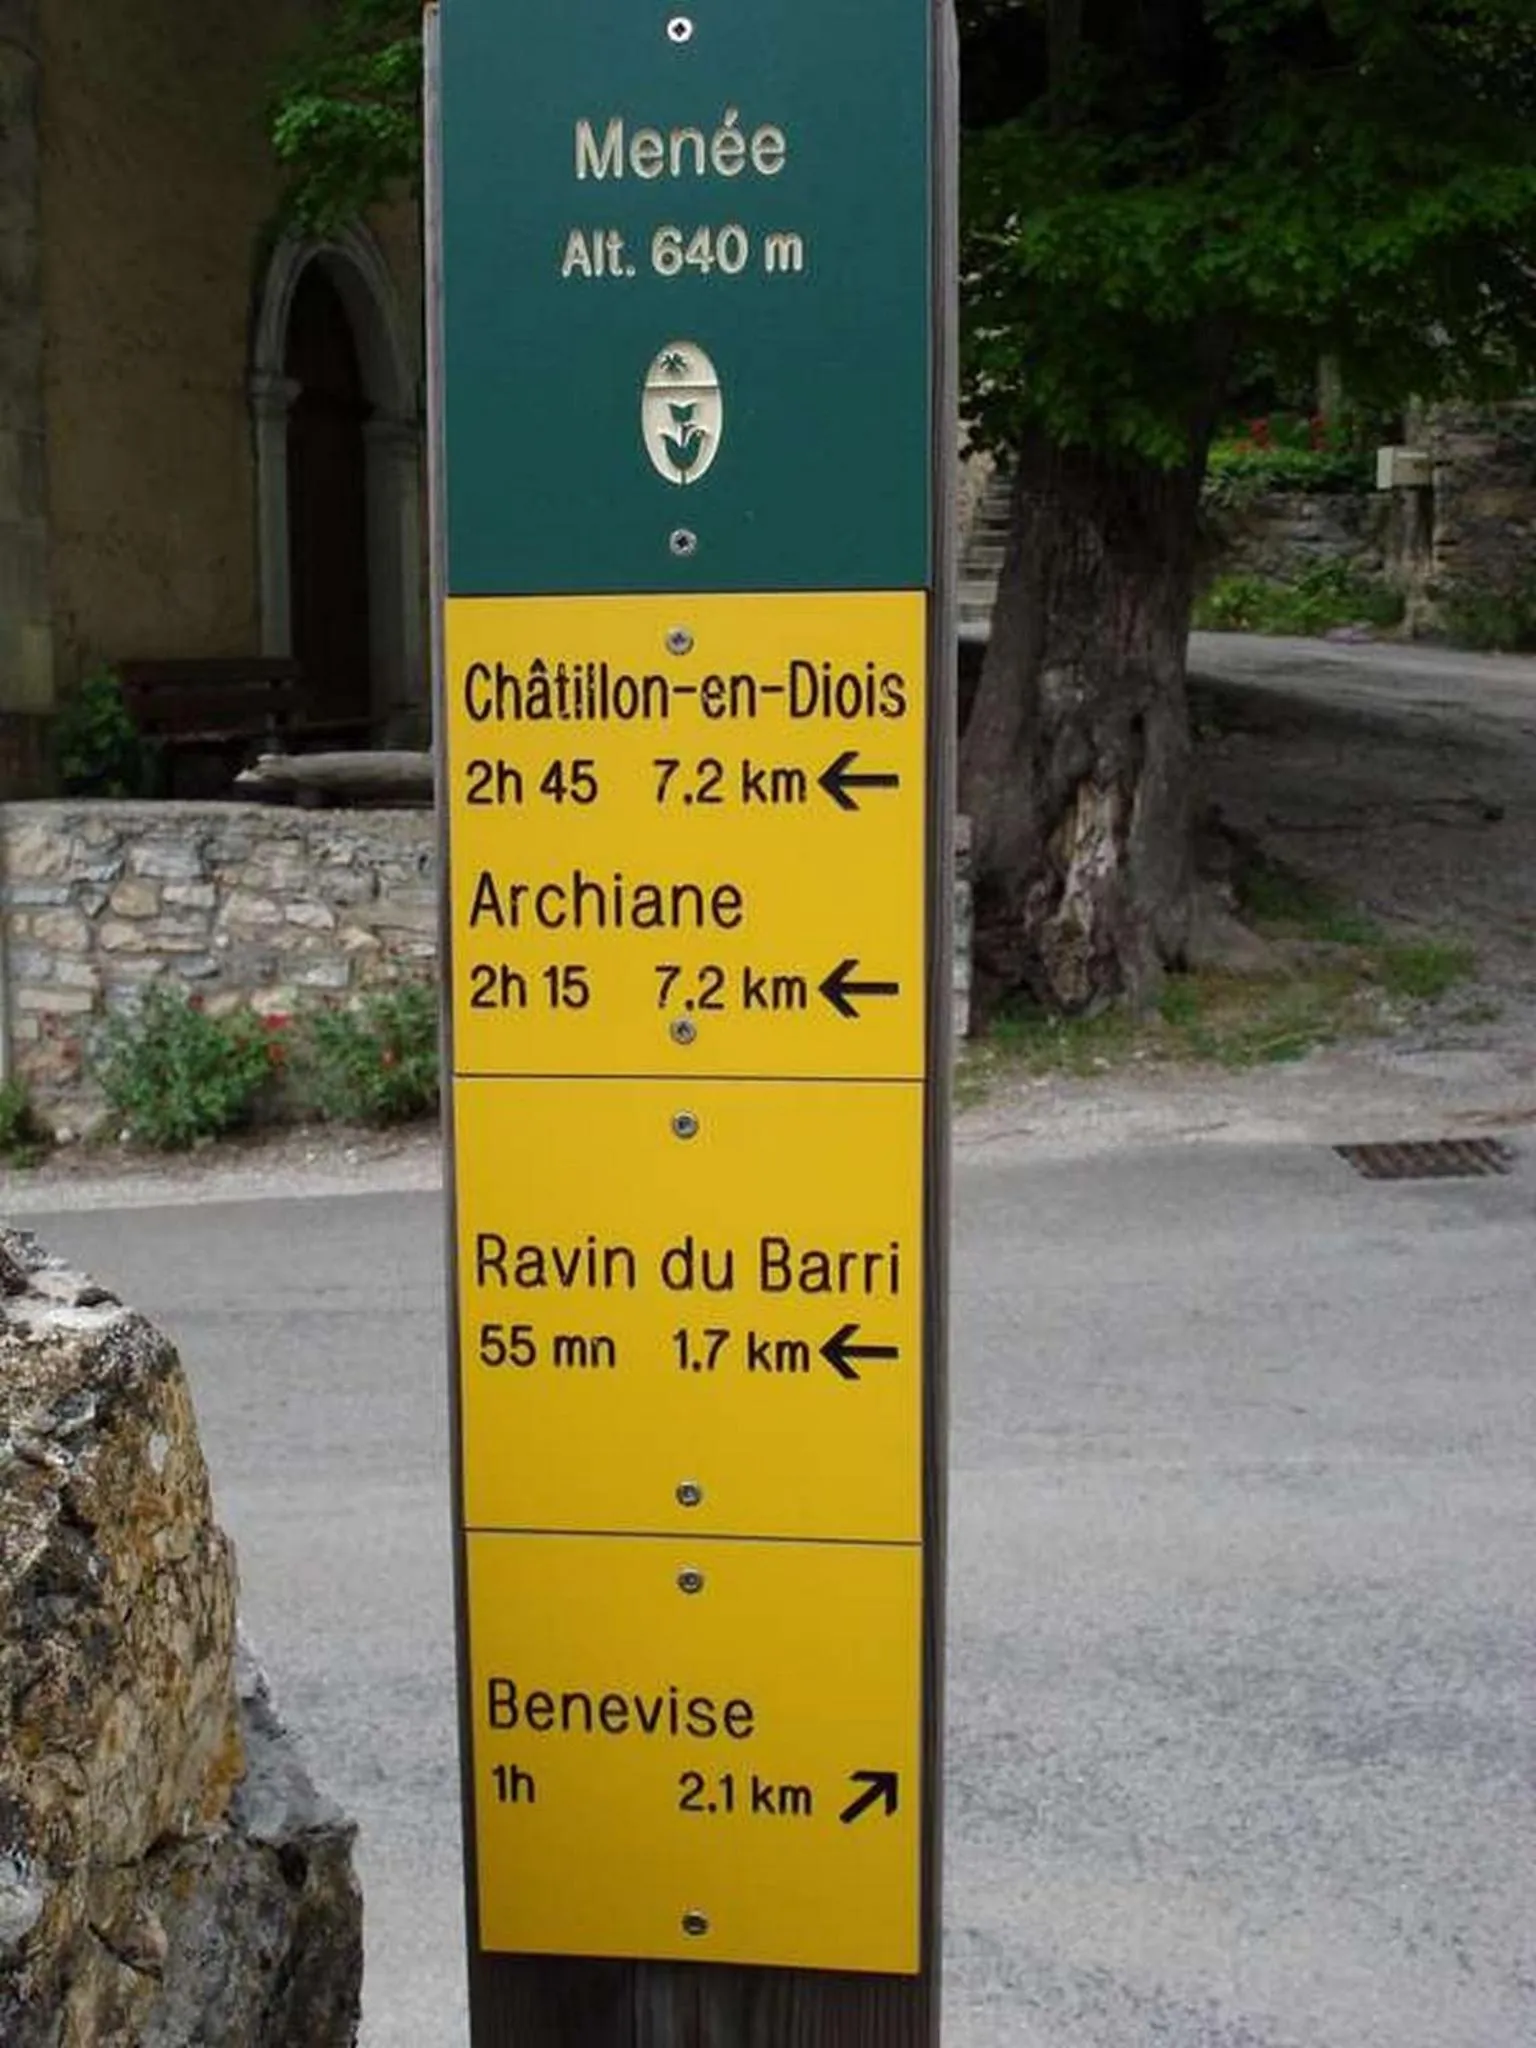 Menée
Alt. 640 m
Châtillon-en-Diois
2h 45 7.2 km ←
Archiane
2h 15 7.2 km ←
Ravin du Barri
55 mn 1.7 km ←
Benevise
1h 2.1 km ↗